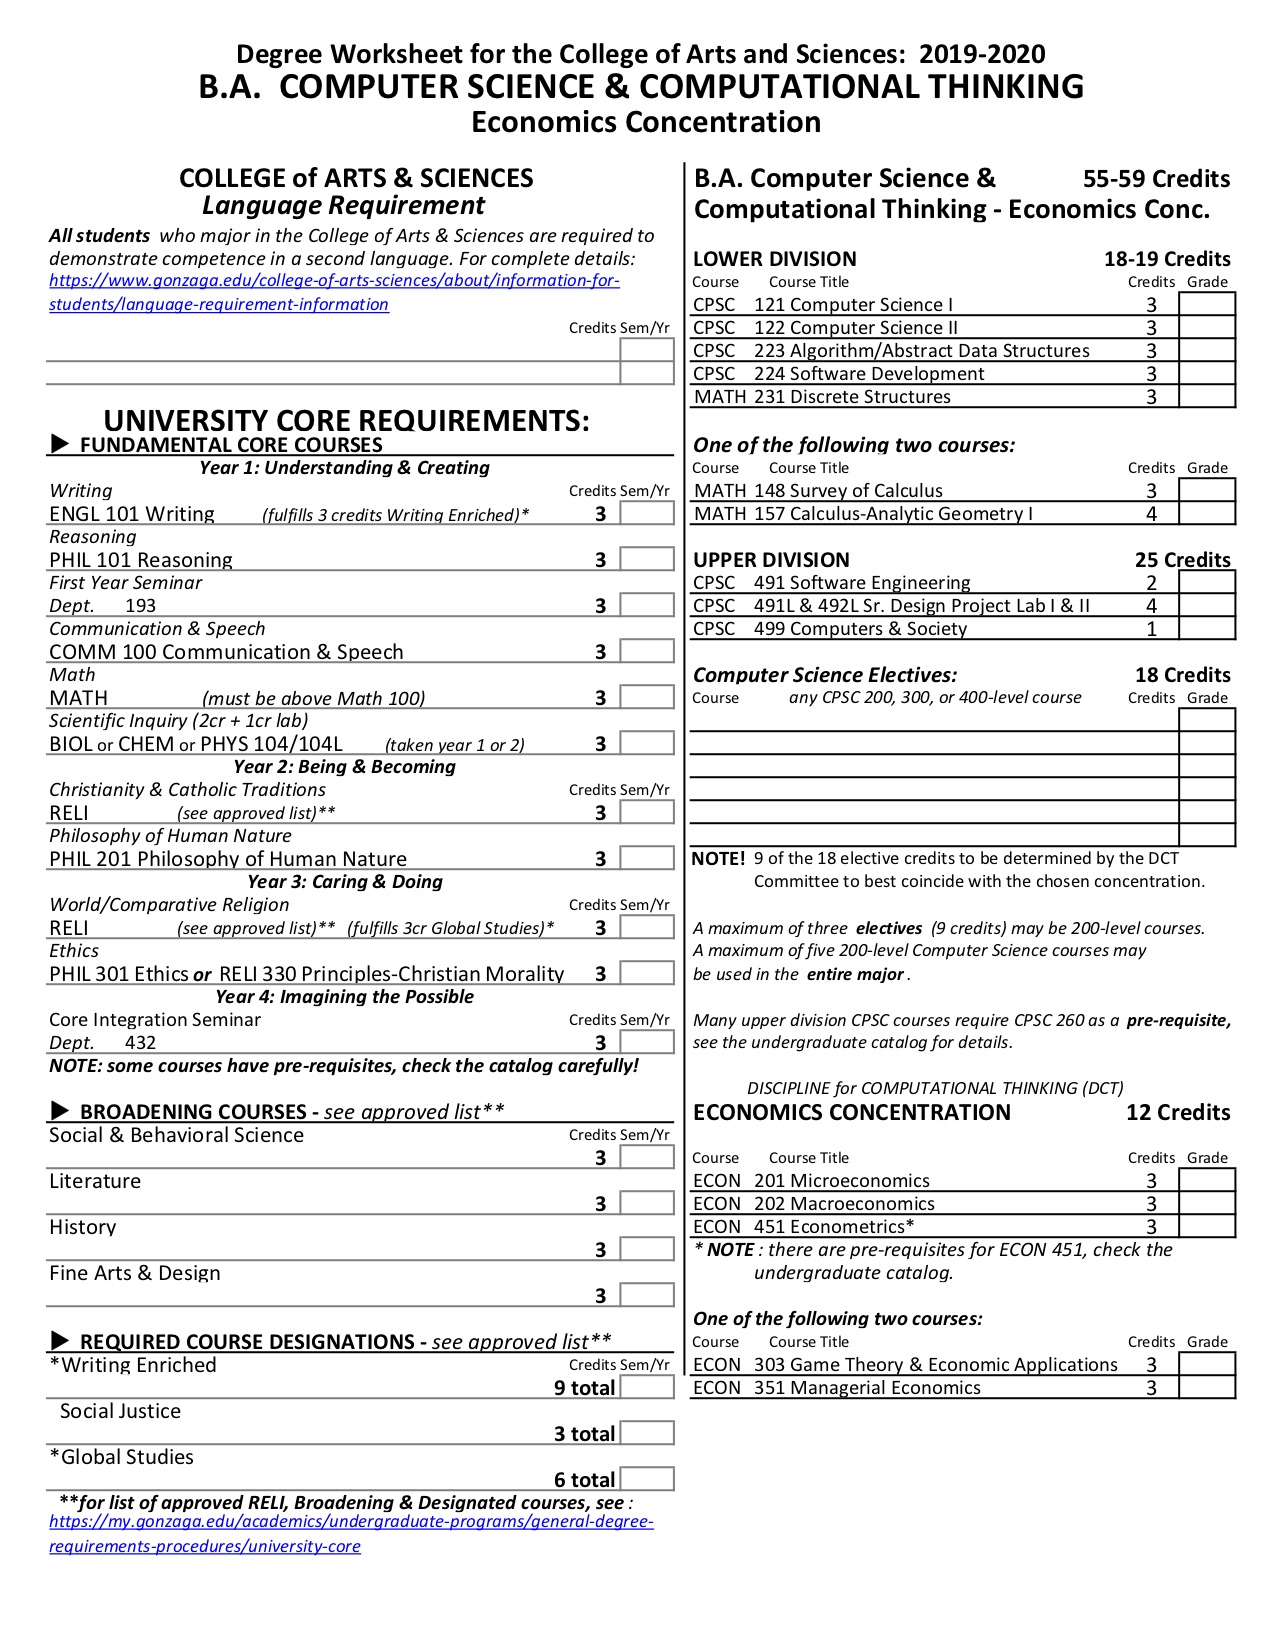 Degree Worksheet for the College of Arts and Sciences: 2019-2020
B.A. COMPUTER SCIENCE & COMPUTATIONAL THINKING
Economics Concentration
COLLEGE of ARTS & SCIENCES
Language Requirement
All students who major in the College of Arts & Sciences are required to
demonstrate competence in a second language. For complete details:
https://www.gonzaga.edu/college-of-arts-sciences/about/information-for-
students/language-requirement-information
Credits Sem/Yr
UNIVERSITY CORE REQUIREMENTS:
▶ FUNDAMENTAL CORE COURSES
Year 1: Understanding & Creating
Writing Credits Sem/Yr
ENGL 101 Writing (fulfills 3 credits Writing Enriched)* 3
Reasoning
PHIL 101 Reasoning 3
First Year Seminar
Dept. 193 3
Communication & Speech
COMM 100 Communication & Speech 3
Math
MATH (must be above Math 100) 3
Scientific Inquiry (2cr + 1cr lab)
BIOL or CHEM or PHYS 104/104L (taken year 1 or 2) 3
Year 2: Being & Becoming
Christianity & Catholic Traditions Credits Sem/Yr
RELI (see approved list)** 3
Philosophy of Human Nature
PHIL 201 Philosophy of Human Nature 3
Year 3: Caring & Doing
World/Comparative Religion Credits Sem/Yr
RELI (see approved list)** (fulfills 3cr Global Studies)* 3
Ethics
PHIL 301 Ethics or RELI 330 Principles-Christian Morality 3
Year 4: Imagining the Possible
Core Integration Seminar Credits Sem/Yr
Dept. 432 3
NOTE: some courses have pre-requisites, check the catalog carefully!
▶ BROADENING COURSES - see approved list**
Social & Behavioral Science Credits Sem/Yr
3
Literature
3
History
3
Fine Arts & Design
3
▶ REQUIRED COURSE DESIGNATIONS - see approved list**
*Writing Enriched Credits Sem/Yr
9 total
Social Justice
3 total
*Global Studies
6 total
**for list of approved RELI, Broadening & Designated courses, see :
https://my.gonzaga.edu/academics/undergraduate-programs/general-degree-
requirements-procedures/university-core
B.A. Computer Science & 55-59 Credits
Computational Thinking - Economics Conc.
LOWER DIVISION 18-19 Credits
Course Course Title Credits Grade
CPSC 121 Computer Science I 3
CPSC 122 Computer Science II 3
CPSC 223 Algorithm/Abstract Data Structures 3
CPSC 224 Software Development 3
MATH 231 Discrete Structures 3
One of the following two courses:
Course Course Title Credits Grade
MATH 148 Survey of Calculus 3
MATH 157 Calculus-Analytic Geometry I 4
UPPER DIVISION 25 Credits
CPSC 491 Software Engineering 2
CPSC 491L & 492L Sr. Design Project Lab I & II 4
CPSC 499 Computers & Society 1
Computer Science Electives: 18 Credits
Course any CPSC 200, 300, or 400-level course Credits Grade
NOTE! 9 of the 18 elective credits to be determined by the DCT
Committee to best coincide with the chosen concentration.
A maximum of three electives (9 credits) may be 200-level courses.
A maximum of five 200-level Computer Science courses may
be used in the entire major .
Many upper division CPSC courses require CPSC 260 as a pre-requisite,
see the undergraduate catalog for details.
DISCIPLINE for COMPUTATIONAL THINKING (DCT)
ECONOMICS CONCENTRATION 12 Credits
Course Course Title Credits Grade
ECON 201 Microeconomics 3
ECON 202 Macroeconomics 3
ECON 451 Econometrics* 3
* NOTE : there are pre-requisites for ECON 451, check the
undergraduate catalog.
One of the following two courses:
Course Course Title Credits Grade
ECON 303 Game Theory & Economic Applications 3
ECON 351 Managerial Economics 3